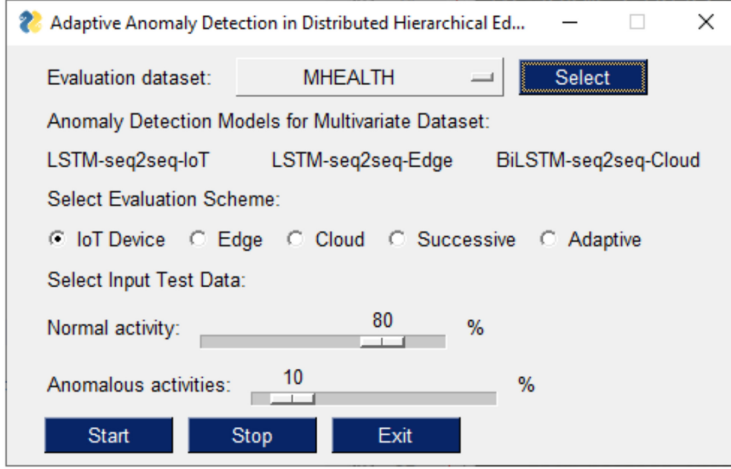 Adaptive Anomaly Detection in Distributed Hierarchical Ed...
Evaluation dataset: MHEALTH Select
Anomaly Detection Models for Multivariate Dataset:
LSTM-seq2seq-IoT LSTM-seq2seq-Edge BiLSTM-seq2seq-Cloud
Select Evaluation Scheme:
IoT Device Edge Cloud Successive Adaptive
Select Input Test Data:
80
Normal activity: %
10
Anomalous activities: %
Start Stop Exit